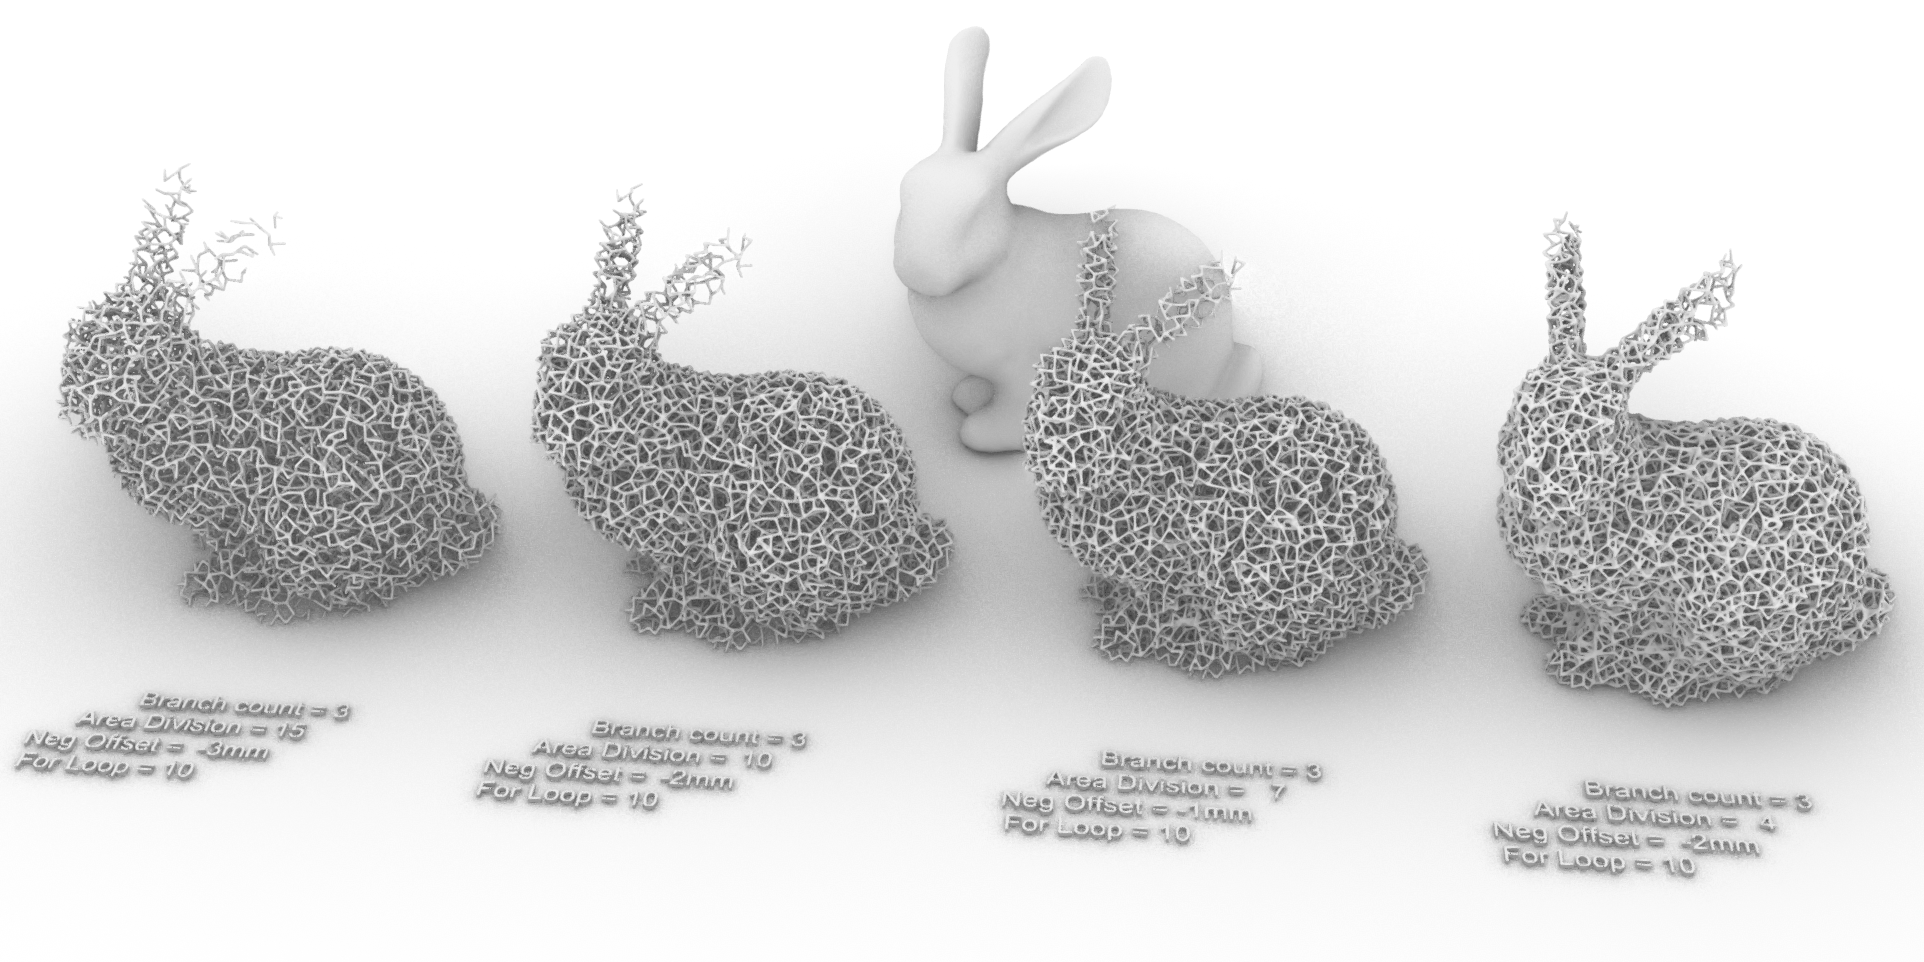 Branch count = 3
Area Division = 15
Neg Offset = -3mm
For Loop = 10
Branch count = 3
Area Division = 10
Neg Offset = -2mm
For Loop = 10
Branch count = 3
Area Division = 7
Neg Offset = -1mm
For Loop = 10
Branch count = 3
Area Division = 4
Neg Offset = -2mm
For Loop = 10